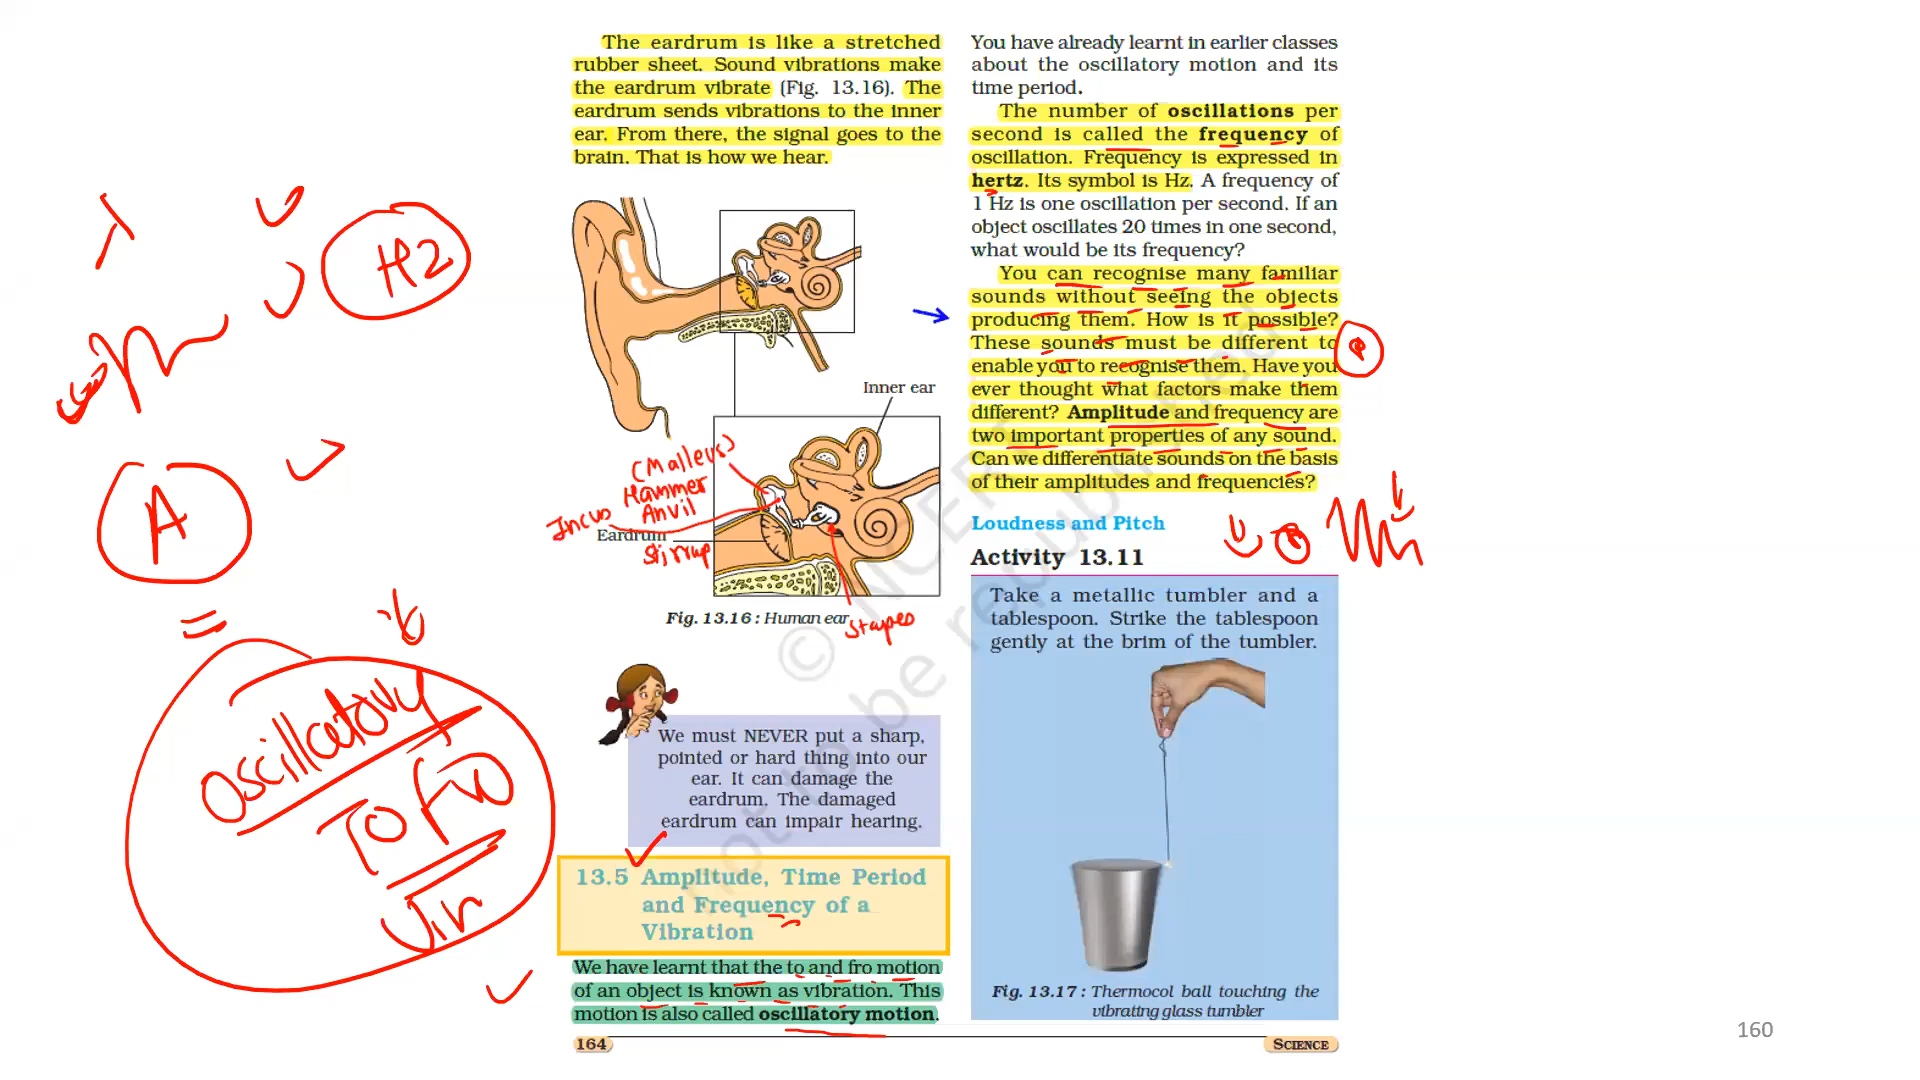 The eardrum is like a stretched
rubber sheet. Sound vibrations make
the eardrum vibrate (Fig. 13.16). The
eardrum sends vibrations to the inner
ear. From there, the signal goes to the
brain. That is how we hear.
Inner ear
(Malleus)
Hammer
Anvil
Incus
Eardrum
Stirrup
Stapes
Fig. 13.16 : Human ear
We must NEVER put a sharp,
pointed or hard thing into our
ear. It can damage the
eardrum. The damaged
eardrum can impair hearing.
13.5 Amplitude, Time Period
and Frequency of a
Vibration
We have learnt that the to and fro motion
of an object is known as vibration. This
motion is also called oscillatory motion.
164
You have already learnt in earlier classes
about the oscillatory motion and its
time period.
The number of oscillations per
second is called the frequency of
oscillation. Frequency is expressed in
hertz. Its symbol is Hz. A frequency of
1 Hz is one oscillation per second. If an
object oscillates 20 times in one second,
what would be its frequency?
You can recognise many familiar
sounds without seeing the objects
producing them. How is it possible?
These sounds must be different to
enable you to recognise them. Have you
ever thought what factors make them
different? Amplitude and frequency are
two important properties of any sound.
Can we differentiate sounds on the basis
of their amplitudes and frequencies?
Loudness and Pitch
Activity 13.11
Take a metallic tumbler and a
tablespoon. Strike the tablespoon
gently at the brim of the tumbler.
Fig. 13.17 : Thermocol ball touching the
vibrating glass tumbler
SCIENCE
© NCERT
not to be republished
Hz
A
Oscillatory
To
160